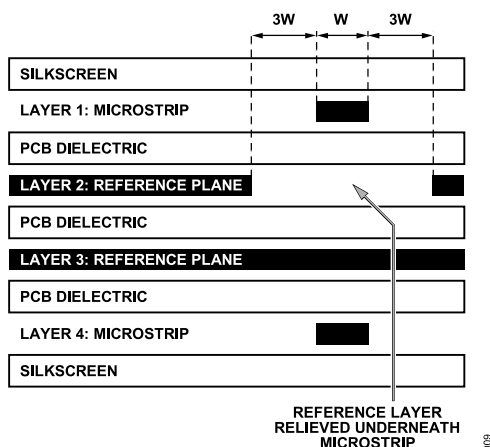 3W W 3W
SILKSCREEN
LAYER 1: MICROSTRIP
PCB DIELECTRIC
LAYER 2: REFERENCE PLANE
PCB DIELECTRIC
LAYER 3: REFERENCE PLANE
PCB DIELECTRIC
LAYER 4: MICROSTRIP
SILKSCREEN
REFERENCE LAYER
RELIEVED UNDERNEATH
MICROSTRIP
009